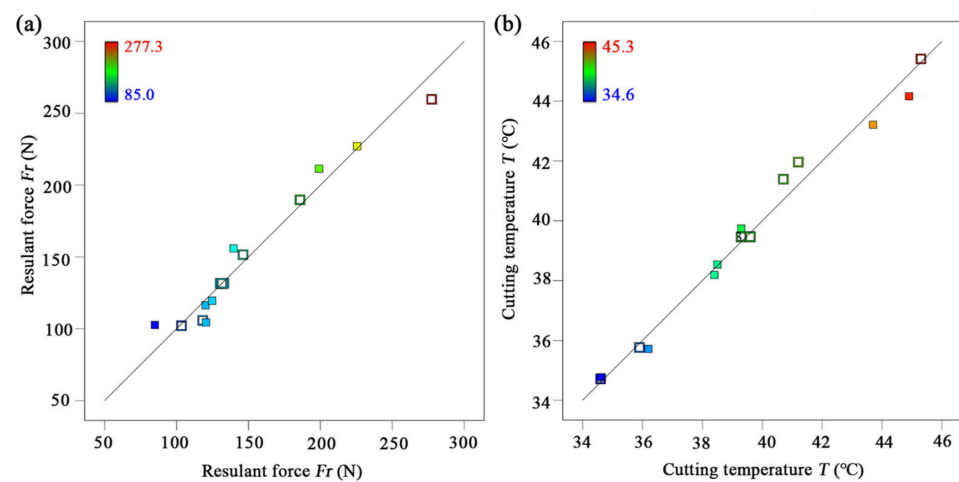 (a)
277.3
85.0
300
250
200
150
100
50
Resulant force Fr (N)
50 100 150 200 250 300
Resulant force Fr (N)
(b)
45.3
34.6
46
44
42
40
38
36
34
Cutting temperature T (°C)
34 36 38 40 42 44 46
Cutting temperature T (°C)